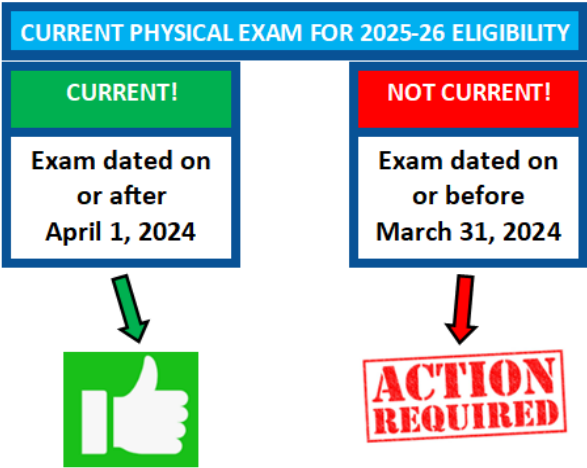 CURRENT PHYSICAL EXAM FOR 2025-26 ELIGIBILITY
CURRENT!
Exam dated on
or after
April 1, 2024
NOT CURRENT!
Exam dated on
or before
March 31, 2024
ACTION
REQUIRED